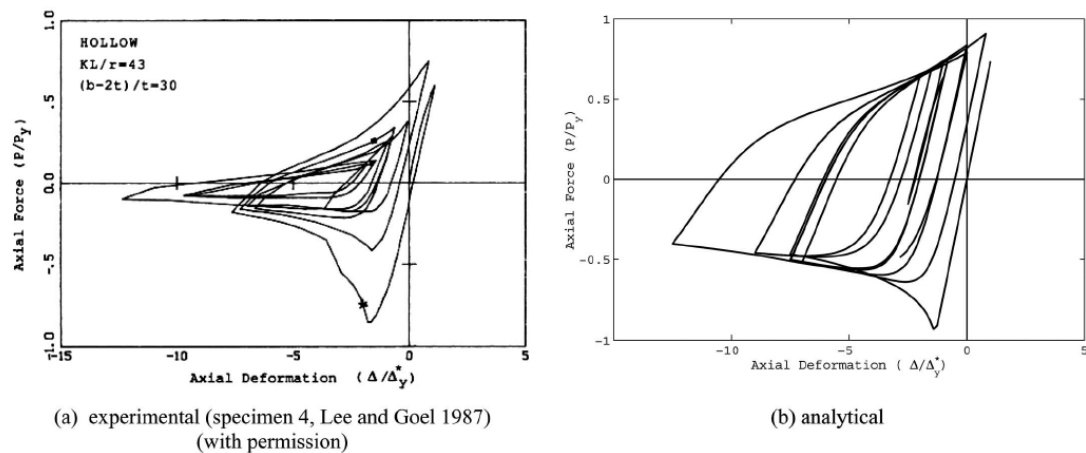 HOLLOW
KL/r=43
(b-2t)/t=30
Axial Force (P/Py)
1.0
0.5
0.0
-.5
-1.0
-15
-10
-5
0
5
Axial Deformation (Δ/Δ*y)
(a) experimental (specimen 4, Lee and Goel 1987)
(with permission)
Axial Force (P/Py)
1
0.5
0
-0.5
-1
-10
-5
0
5
Axial Deformation (Δ/Δ*y)
(b) analytical